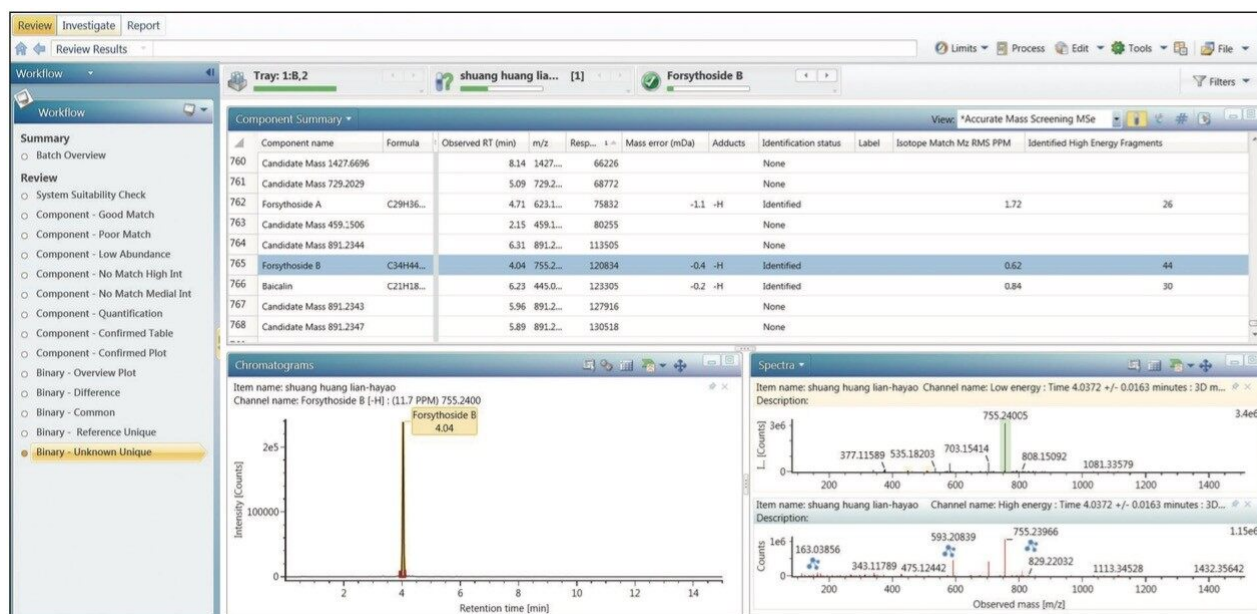 Review Investigate Report
Review Results
Limits Process Edit Tools File
Workflow
Tray: 1:B,2
shuang huang lia... [1]
Forsythoside B
Filters
Workflow
Summary
Batch Overview
Review
System Suitability Check
Component - Good Match
Component - Poor Match
Component - Low Abundance
Component - No Match High Int
Component - No Match Medial Int
Component - Quantification
Component - Confirmed Table
Component - Confirmed Plot
Binary - Overview Plot
Binary - Difference
Binary - Common
Binary - Reference Unique
Binary - Unknown Unique
Component Summary
View: *Accurate Mass Screening MSe
Component name Formula Observed RT (min) m/z Resp... 1 Mass error (mDa) Adducts Identification status Label Isotope Match Mz RMS PPM Identified High Energy Fragments
760 Candidate Mass 1427.6696 8.14 1427.... 66226 None
761 Candidate Mass 729.2029 5.09 729.2... 68772 None
762 Forsythoside A C29H36... 4.71 623.1... 75832 -1.1 -H Identified 1.72 26
763 Candidate Mass 459.1506 2.15 459.1... 80255 None
764 Candidate Mass 891.2344 6.31 891.2... 113505 None
765 Forsythoside B C34H44... 4.04 755.2... 120834 -0.4 -H Identified 0.62 44
766 Baicalin C21H18... 6.23 445.0... 123305 -0.2 -H Identified 0.84 30
767 Candidate Mass 891.2343 5.96 891.2... 127916 None
768 Candidate Mass 891.2347 5.89 891.2... 130518 None
Chromatograms
Item name: shuang huang lian-hayao
Channel name: Forsythoside B [-H] : (11.7 PPM) 755.2400
Forsythoside B
4.04
2e5
100000
0
Intensity [Counts]
2 4 6 8 10 12 14
Retention time [min]
Spectra
Item name: shuang huang lian-hayao Channel name: Low energy : Time 4.0372 +/- 0.0163 minutes : 3D m...
Description:
755.24005
3.4e6
3e6
703.15414
377.11589 535.18203 808.15092
1081.33579
0
[Counts]
200 400 600 800 1000 1200 1400
Item name: shuang huang lian-hayao Channel name: High energy : Time 4.0372 +/- 0.0163 minutes : 3D...
Description:
1.15e6
755.23966
593.20839
1e6
163.03856
829.22032
343.11789 475.12442 1113.34528 1432.35642
0
Counts
200 400 600 800 1000 1200 1400
Observed mass [m/z]